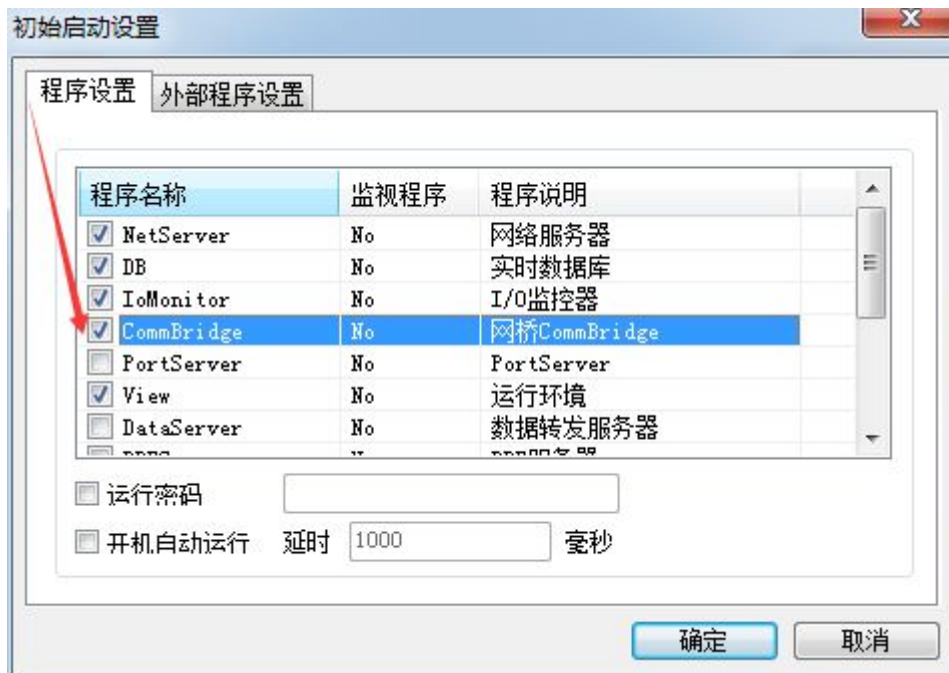 初始启动设置
程序设置 外部程序设置
程序名称 监视程序 程序说明
NetServer No 网络服务器
DB No 实时数据库
IoMonitor No I/O监控器
CommBridge No 网桥CommBridge
PortServer No PortServer
View No 运行环境
DataServer No 数据转发服务器
运行密码
开机自动运行 延时 1000 毫秒
确定 取消